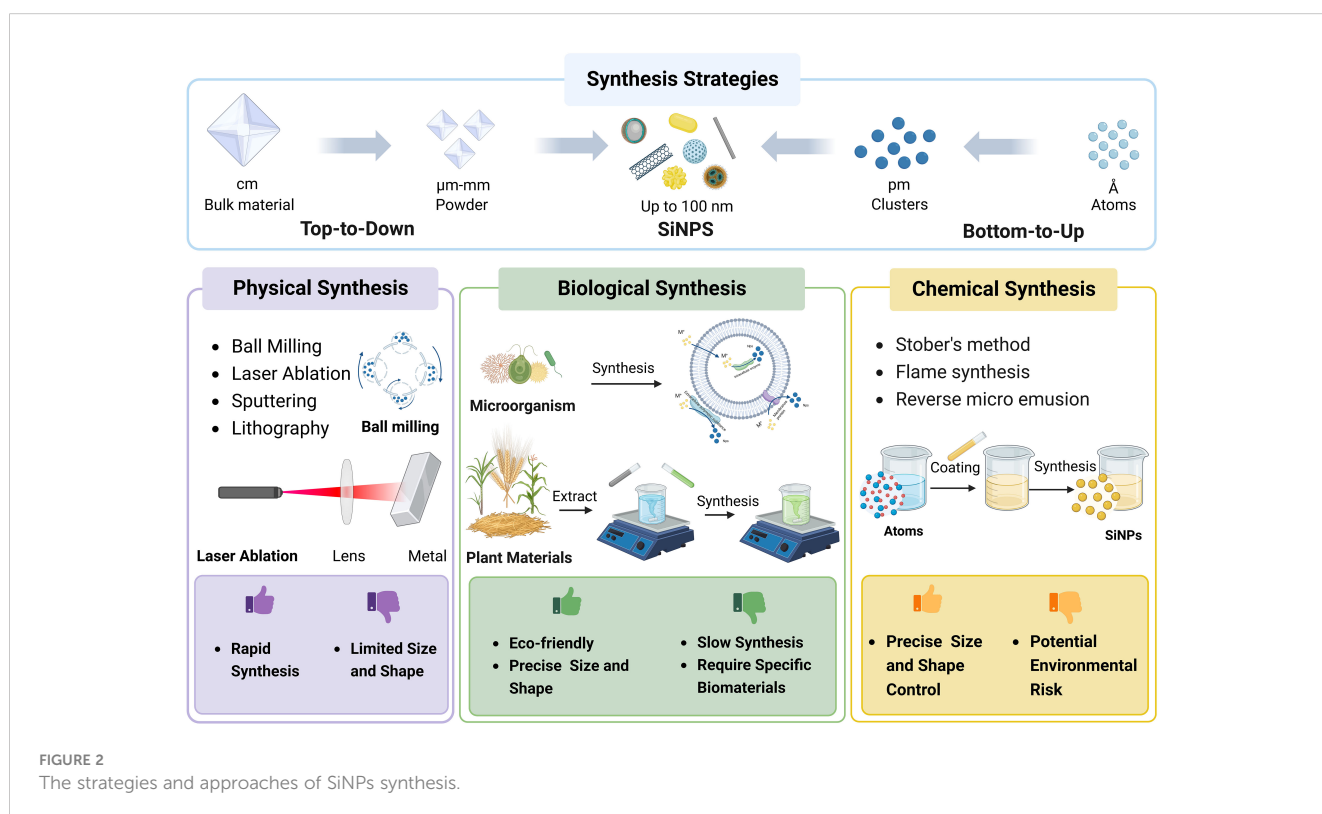 Synthesis Strategies
cm
Bulk material
µm-mm
Powder
Top-to-Down
Up to 100 nm
SiNPS
pm
Clusters
Å
Atoms
Bottom-to-Up
Physical Synthesis
• Ball Milling
• Laser Ablation
• Sputtering
• Lithography
Ball milling
Laser Ablation
Lens
Metal
• Rapid
Synthesis
• Limited Size
and Shape
Biological Synthesis
Microorganism
Synthesis
M⁺
M⁺
M⁺
M⁺
Plant Materials
Extract
Synthesis
• Eco-friendly
• Precise Size and
Shape
• Slow Synthesis
• Require Specific
Biomaterials
Chemical Synthesis
• Stober's method
• Flame synthesis
• Reverse micro emusion
Atoms
Coating
Synthesis
SiNPs
• Precise Size
and Shape
Control
• Potential
Environmental
Risk
FIGURE 2
The strategies and approaches of SiNPs synthesis.